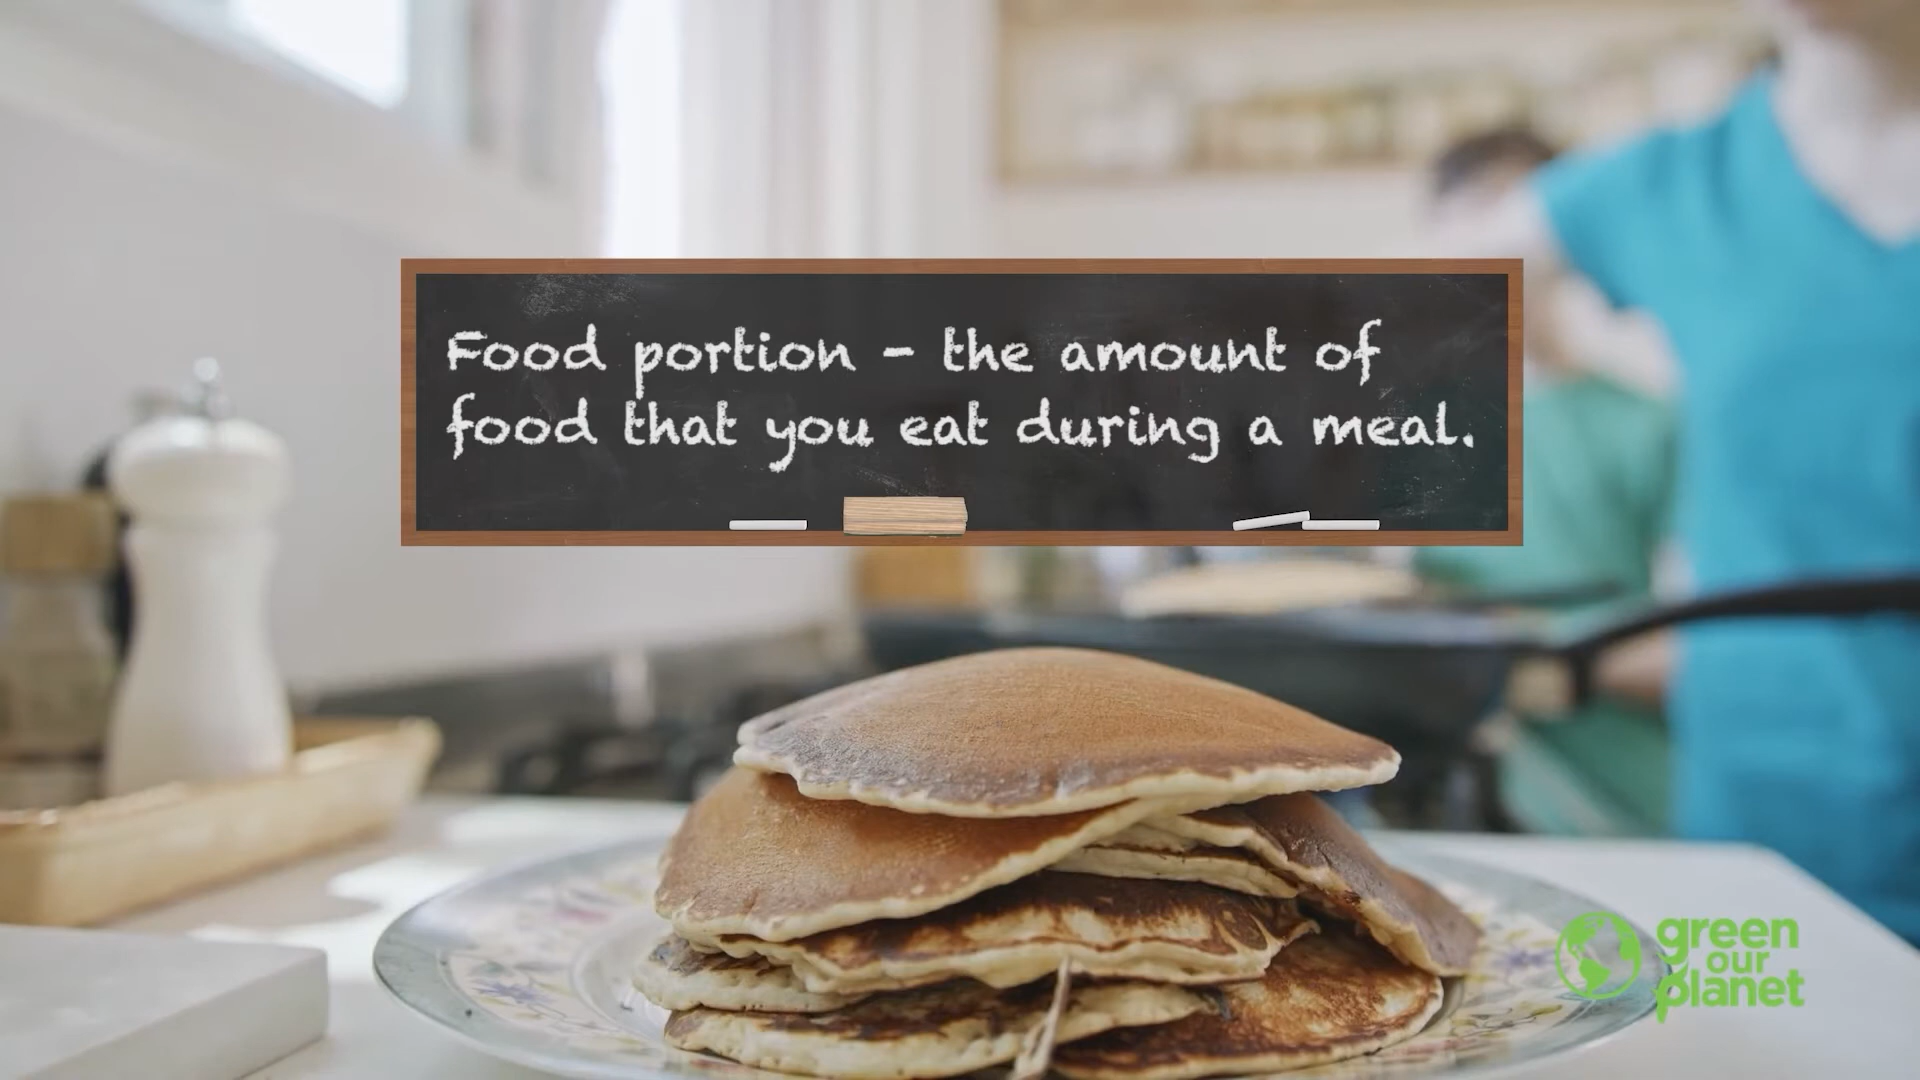 Food portion - the amount of
food that you eat during a meal.
green
our
planet